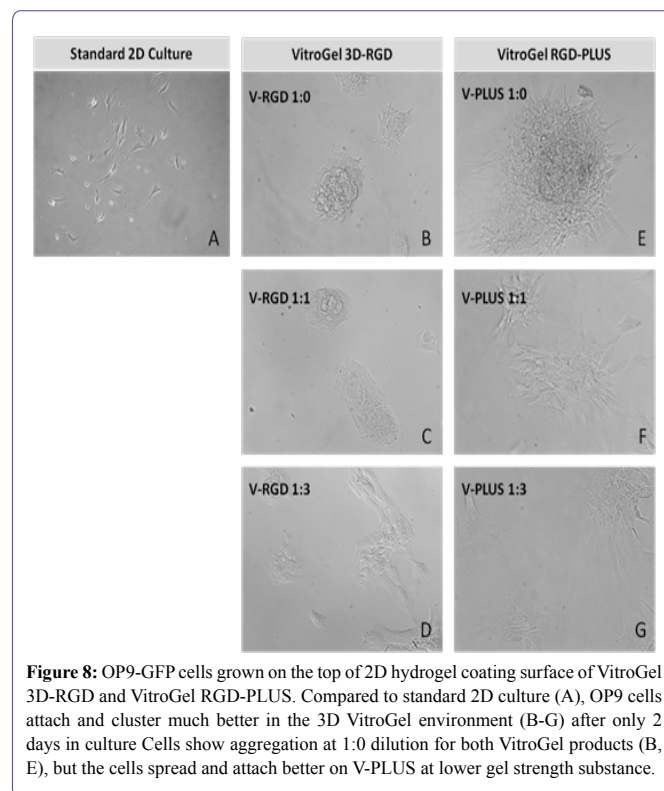 Standard 2D Culture
VitroGel 3D-RGD
VitroGel RGD-PLUS
A
V-RGD 1:0
B
V-PLUS 1:0
E
V-RGD 1:1
C
V-PLUS 1:1
F
V-RGD 1:3
D
V-PLUS 1:3
G
Figure 8: OP9-GFP cells grown on the top of 2D hydrogel coating surface of VitroGel
3D-RGD and VitroGel RGD-PLUS. Compared to standard 2D culture (A), OP9 cells
attach and cluster much better in the 3D VitroGel environment (B-G) after only 2
days in culture Cells show aggregation at 1:0 dilution for both VitroGel products (B,
E), but the cells spread and attach better on V-PLUS at lower gel strength substance.